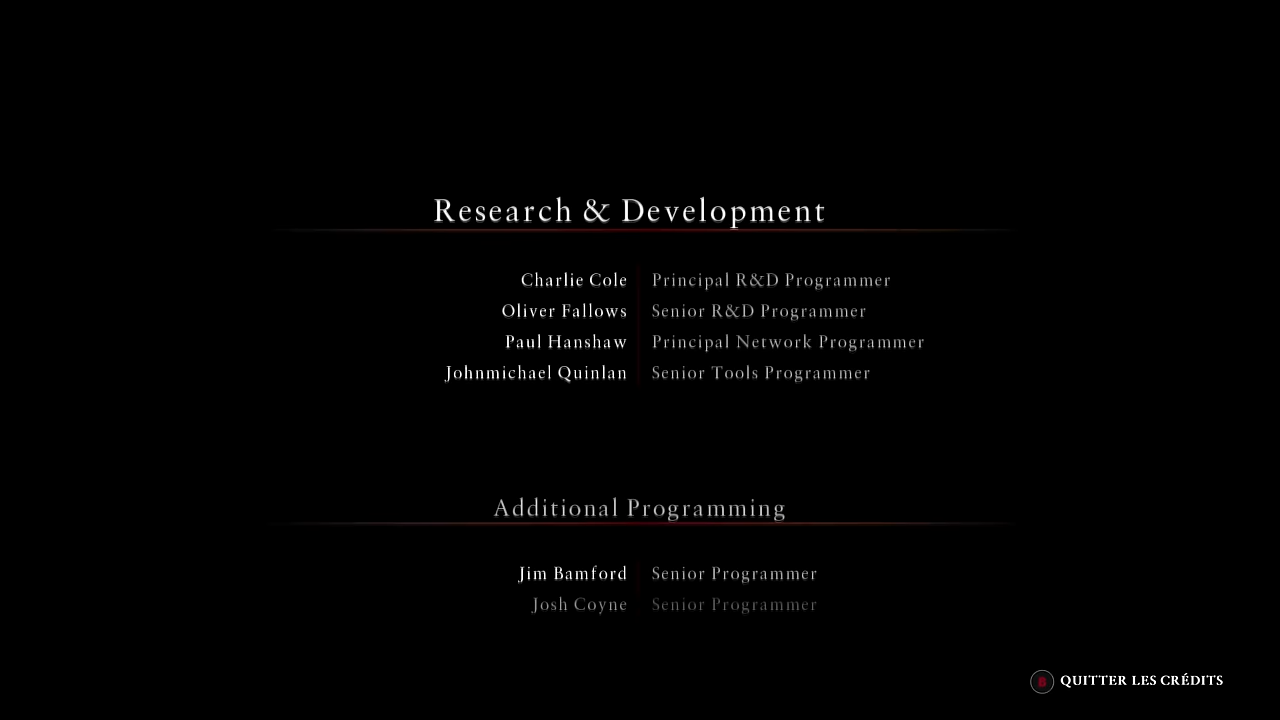 Research & Development
Charlie Cole Principal R&D Programmer
Oliver Fallows Senior R&D Programmer
Paul Hanshaw Principal Network Programmer
Johnmichael Quinlan Senior Tools Programmer
Additional Programming
Jim Bamford Senior Programmer
Josh Coyne Senior Programmer
B QUITTER LES CRÉDITS